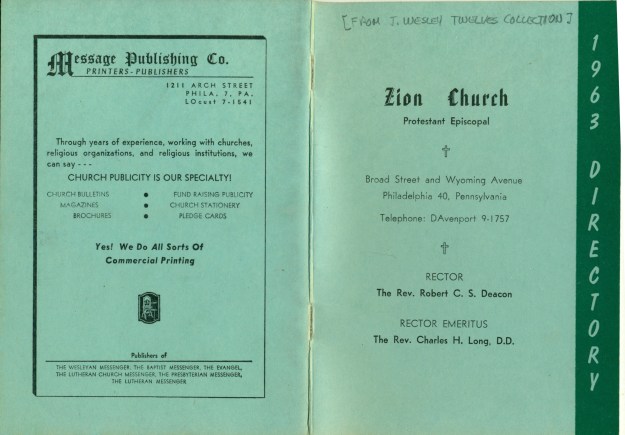 Message Publishing Co.
PRINTERS-PUBLISHERS
1211 ARCH STREET
PHILA. 7, PA.
LOcust 7-1541
Through years of experience, working with churches,
religious organizations, and religious institutions, we
can say - - -
CHURCH PUBLICITY IS OUR SPECIALTY!
CHURCH BULLETINS ● FUND RAISING PUBLICITY
MAGAZINES ● CHURCH STATIONERY
BROCHURES ● PLEDGE CARDS
Yes! We Do All Sorts Of
Commercial Printing
Publishers of
THE WESLEYAN MESSENGER, THE BAPTIST MESSENGER, THE EVANGEL,
THE LUTHERAN CHURCH MESSENGER, THE PRESBYTERIAN MESSENGER,
THE LUTHERAN MESSENGER
[FROM J. WESLEY TWELVES COLLECTION]
Zion Church
Protestant Episcopal
Broad Street and Wyoming Avenue
Philadelphia 40, Pennsylvania
Telephone: DAvenport 9-1757
RECTOR
The Rev. Robert C. S. Deacon
RECTOR EMERITUS
The Rev. Charles H. Long, D.D.
1963 DIRECTORY